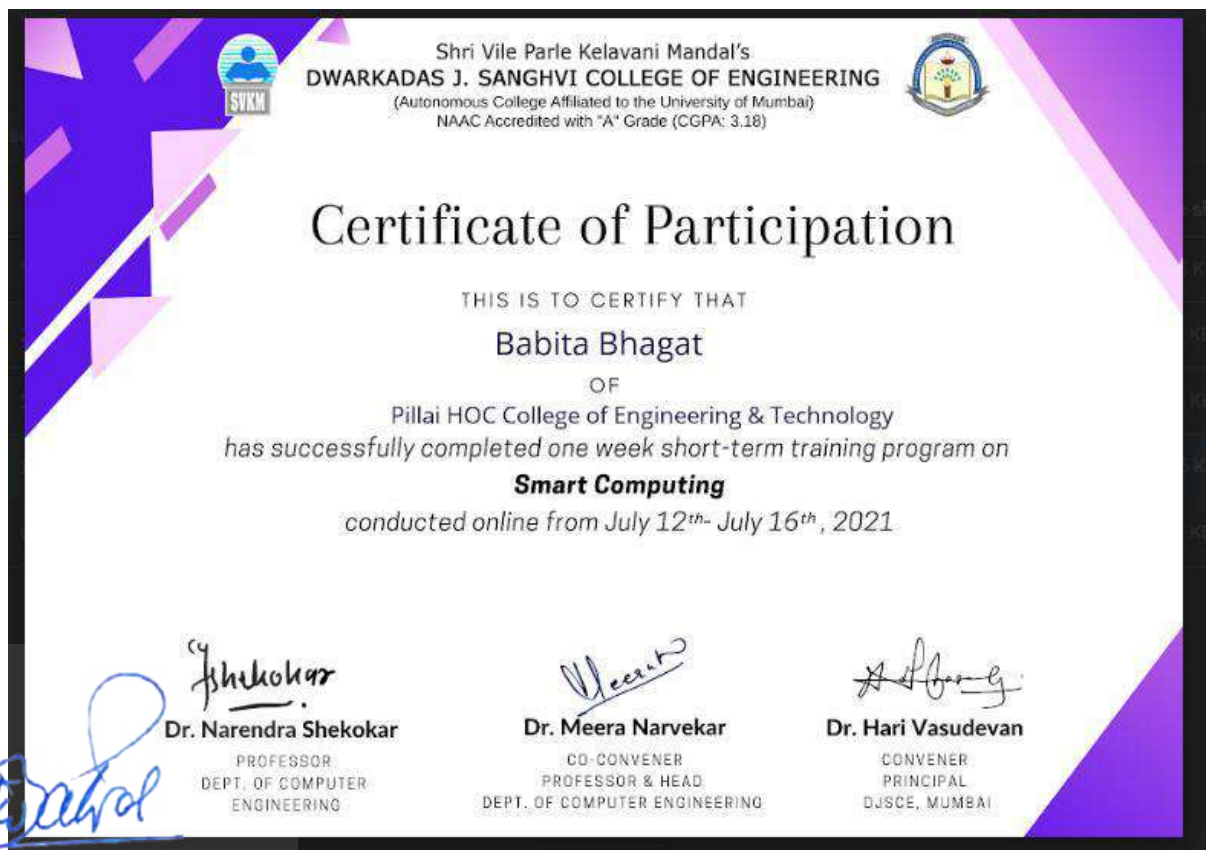 SVKM
Shri Vile Parle Kelavani Mandal's
DWARKADAS J. SANGHVI COLLEGE OF ENGINEERING
(Autonomous College Affiliated to the University of Mumbai)
NAAC Accredited with "A" Grade (CGPA: 3.18)
Certificate of Participation
THIS IS TO CERTIFY THAT
Babita Bhagat
OF
Pillai HOC College of Engineering & Technology
has successfully completed one week short-term training program on
Smart Computing
conducted online from July 12th- July 16th, 2021
Dr. Narendra Shekokar
PROFESSOR
DEPT. OF COMPUTER
ENGINEERING
Dr. Meera Narvekar
CO-CONVENER
PROFESSOR & HEAD
DEPT. OF COMPUTER ENGINEERING
Dr. Hari Vasudevan
CONVENER
PRINCIPAL
DJSCE, MUMBAI